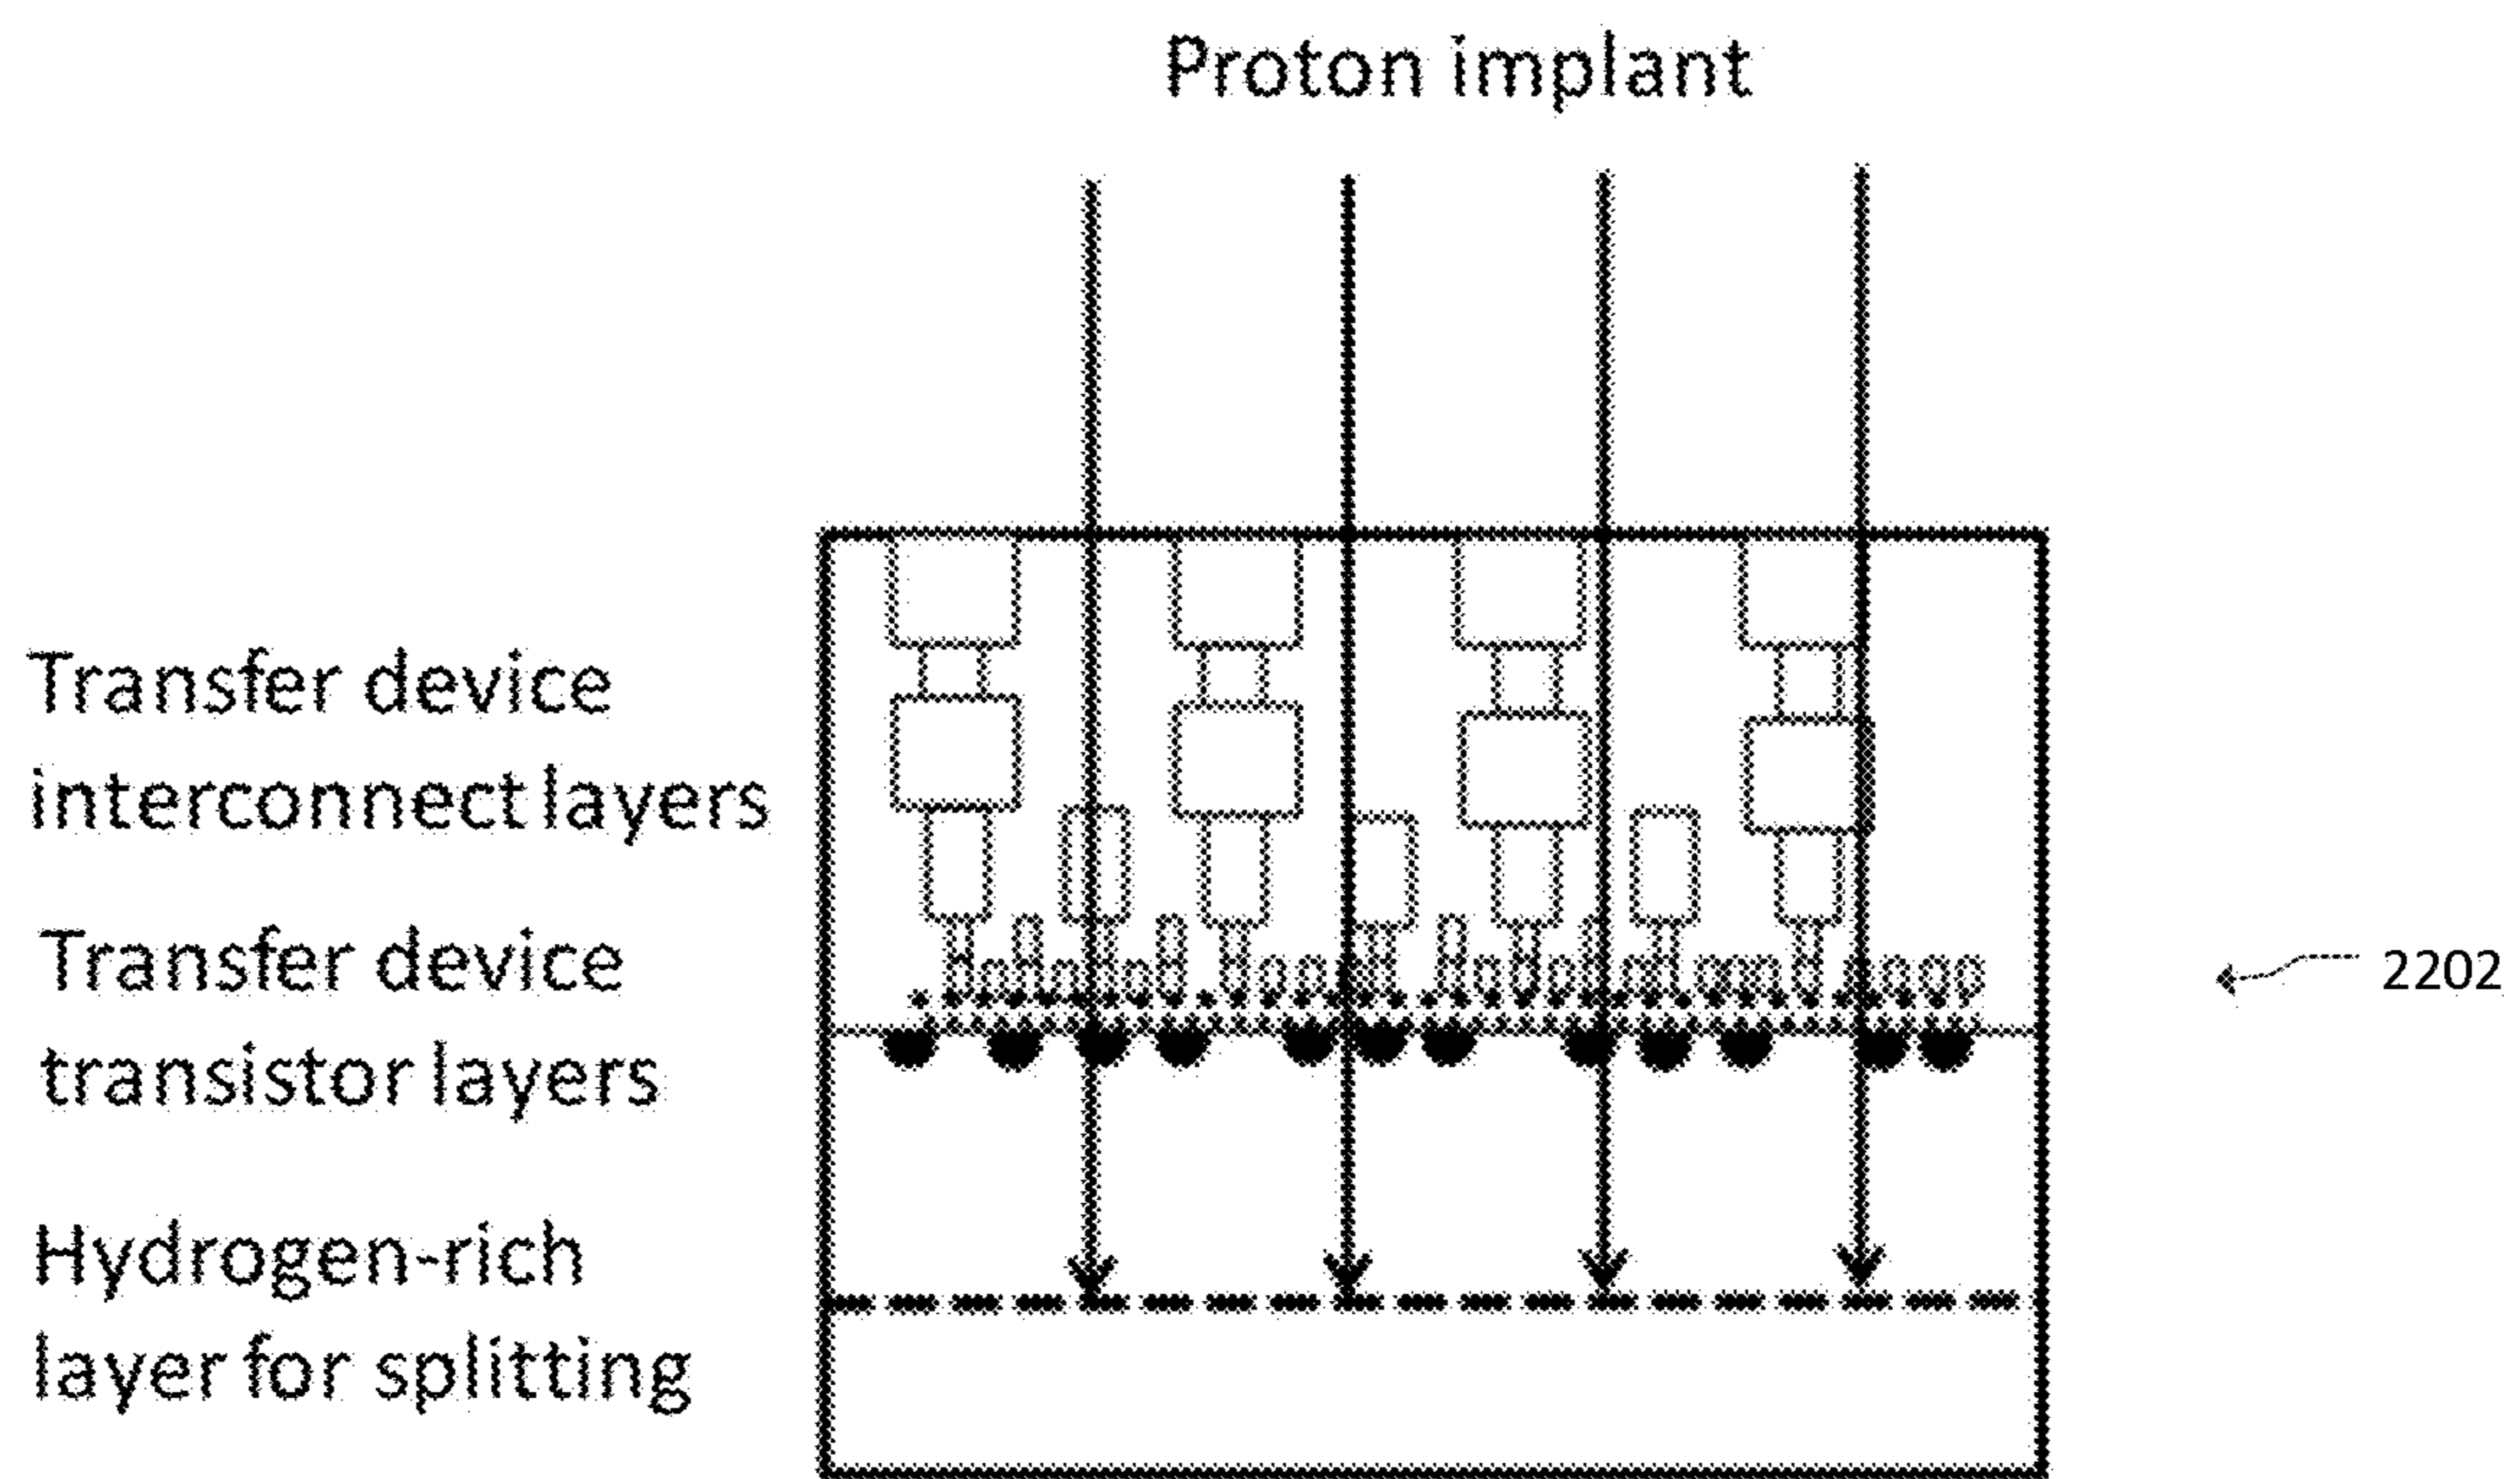 Proton implant
Transfer device
interconnect layers
Transfer device
transistor layers
2202
Hydrogen-rich
layer for splitting